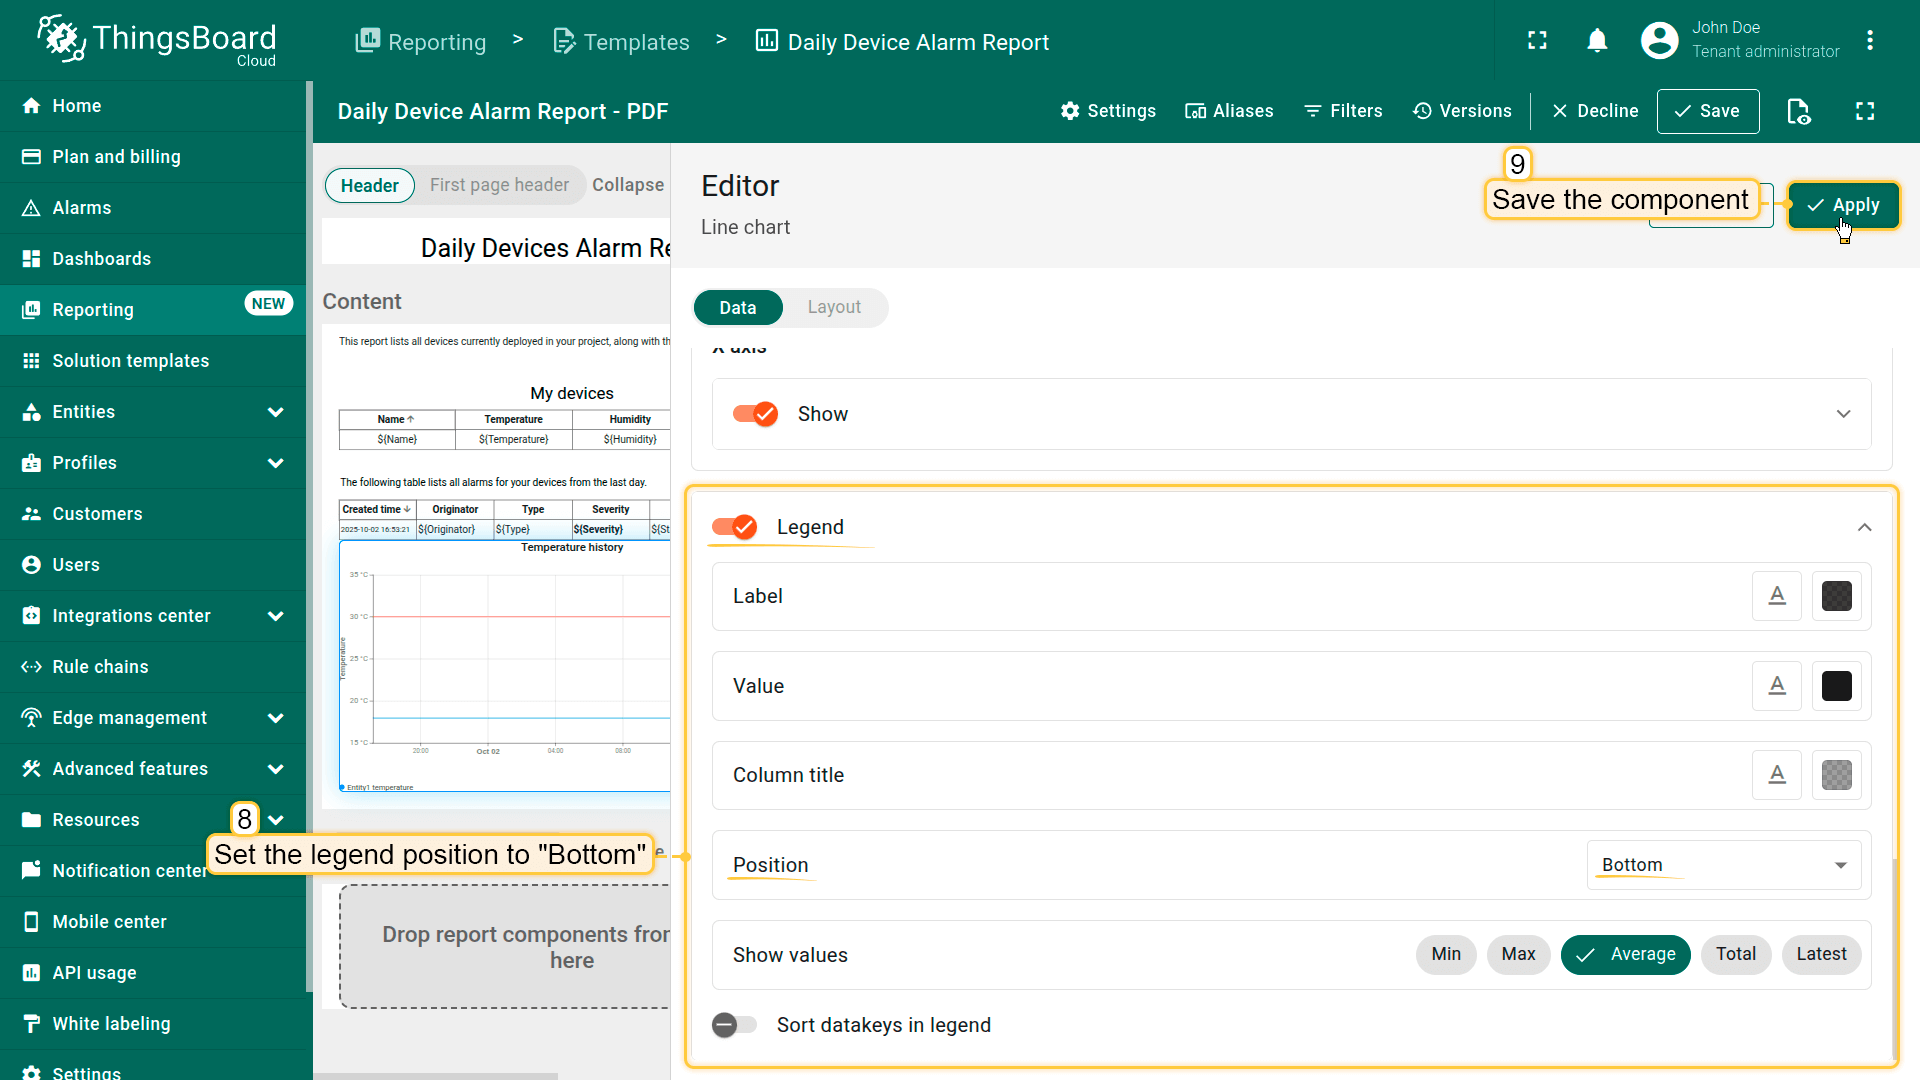 ThingsBoard
Cloud
Reporting > Templates > Daily Device Alarm Report
John Doe
Tenant administrator
Home
Plan and billing
Alarms
Dashboards
Reporting NEW
Solution templates
Entities
Profiles
Customers
Users
Integrations center
Rule chains
Edge management
Advanced features
Resources
Notification center
Mobile center
API usage
White labeling
Settings
Daily Device Alarm Report - PDF
Settings Aliases Filters Versions Decline Save
Header First page header Collapse
Daily Devices Alarm Re
Content
This report lists all devices currently deployed in your project, along with th
My devices
Name Temperature Humidity
${Name} ${Temperature} ${Humidity}
The following table lists all alarms for your devices from the last day.
Created time Originator Type Severity
2025-10-02 16:53:21 ${Originator} ${Type} ${Severity} ${St
Temperature history
35 °C
30 °C
25 °C
20 °C
15 °C
Temperature
20:00 Oct 02 04:00 08:00
Entity1 temperature
8
Set the legend position to "Bottom"
e
Drop report components from
here
Editor
Line chart
9
Save the component
Apply
Data Layout
X axis
Show
Legend
Label
Value
Column title
Position Bottom
Show values Min Max Average Total Latest
Sort datakeys in legend